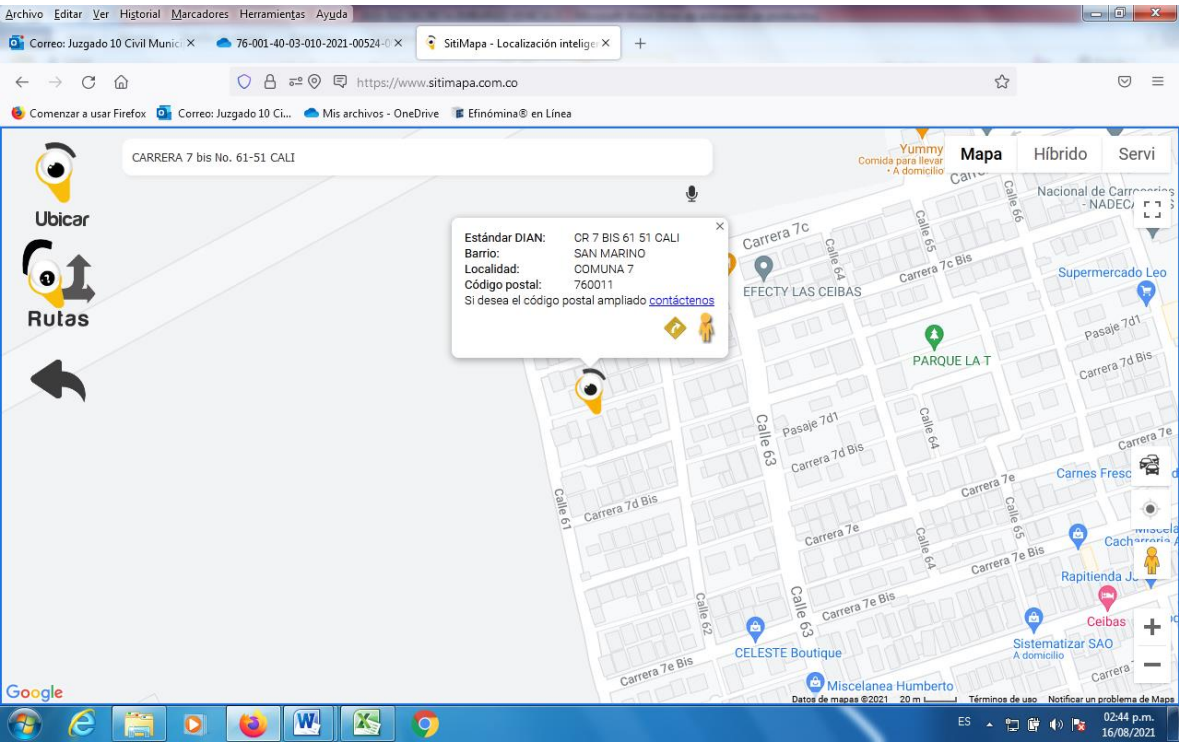 Archivo Editar Ver Historial Marcadores Herramientas Ayuda
Correo: Juzgado 10 Civil Munici
76-001-40-03-010-2021-00524-0
SitiMapa - Localización intelige
https://www.sitimapa.com.co
Comenzar a usar Firefox
Correo: Juzgado 10 Ci...
Mis archivos - OneDrive
Efinómina® en Línea
Ubicar
Rutas
CARRERA 7 bis No. 61-51 CALI
Mapa
Híbrido
Servi
Estándar DIAN: CR 7 BIS 61 51 CALI
Barrio: SAN MARINO
Localidad: COMUNA 7
Código postal: 760011
Si desea el código postal ampliado contáctenos
Yummy
Comida para llevar
• A domicilio
Nacional de
Calle 66
Carrera 7c
Calle 65
Calle 64
Carrera 7c Bis
EFECTY LAS CEIBAS
Supermercado Leo
Pasaje 7d1
PARQUE LA T
Carrera 7d Bis
Calle 63
Pasaje 7d1
Calle 64
Carrera 7d Bis
Carrera 7e
Carnes Fresc
Carrera 7e
Calle 61
Carrera 7d Bis
Calle 65
Carrera 7e
Calle 64
Carrera 7e Bis
Rapitienda
Ceibas
Calle 62
Calle 63
Carrera 7e Bis
CELESTE Boutique
Sistematizar SAO
A domicilio
Carrera
Carrera 7e Bis
Miscelanea Humberto
Google
Datos de mapas ©2021 20 m Términos de uso Notificar un problema de Maps
ES
02:44 p.m.
16/08/2021